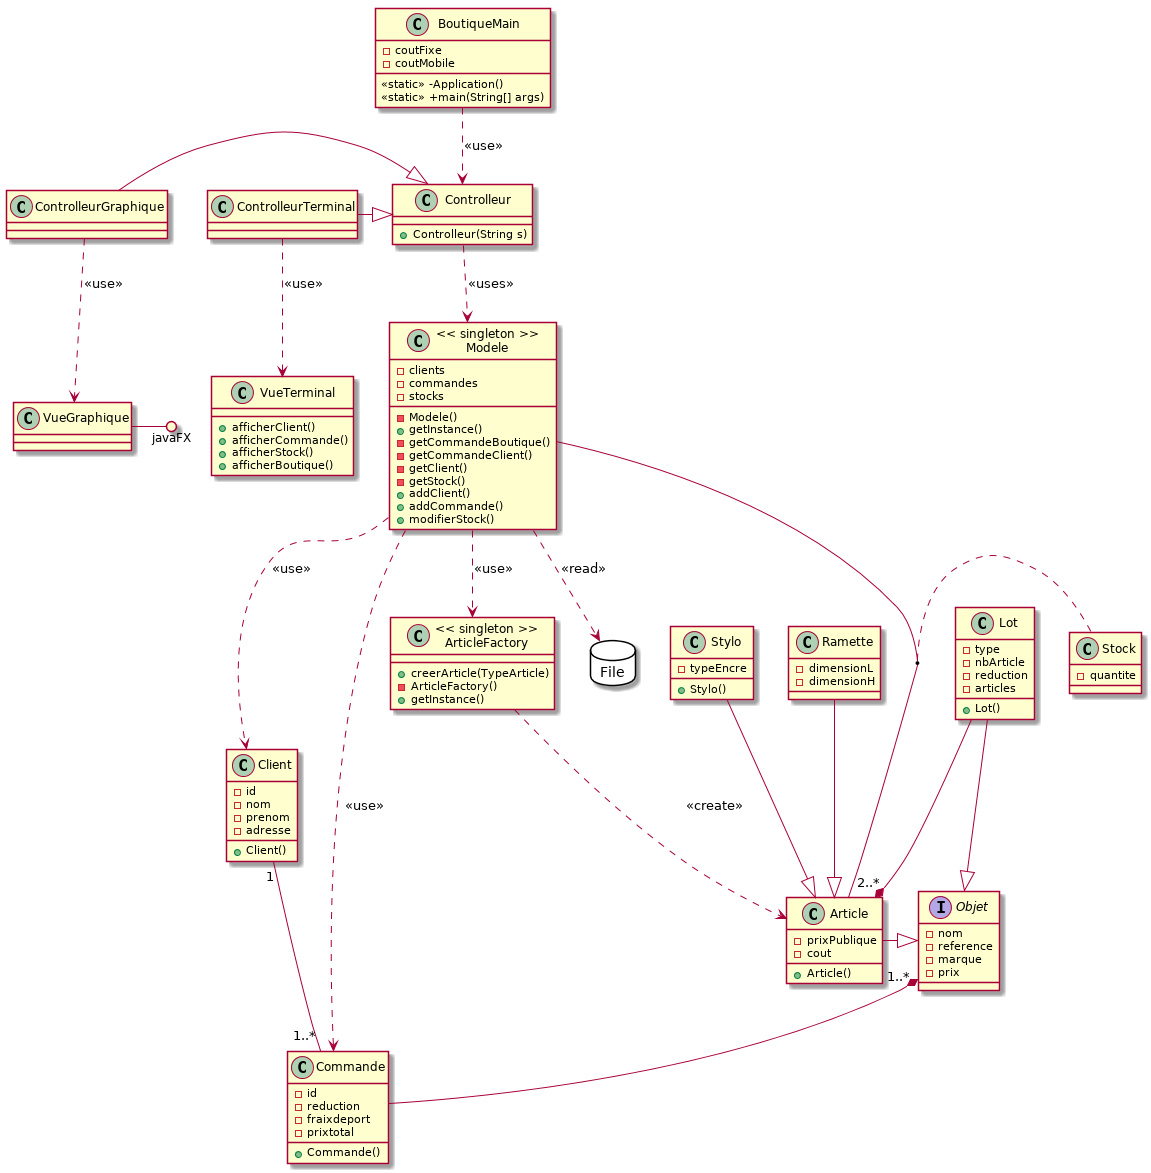 BoutiqueMain
coutFixe
coutMobile
«static» -Application()
«static» +main(String[] args)
«use»
ControlleurGraphique
ControlleurTerminal
Controlleur
Controlleur(String s)
«use»
«use»
«uses»
<< singleton >>
Modele
clients
commandes
stocks
Modele()
getInstance()
getCommandeBoutique()
getCommandeClient()
getClient()
getStock()
addClient()
addCommande()
modifierStock()
VueGraphique
javaFX
VueTerminal
afficherClient()
afficherCommande()
afficherStock()
afficherBoutique()
«use»
«use»
«read»
<< singleton >>
ArticleFactory
creerArticle(TypeArticle)
ArticleFactory()
getInstance()
File
Stylo
typeEncre
Stylo()
Ramette
dimensionL
dimensionH
Lot
type
nbArticle
reduction
articles
Lot()
Stock
quantite
Client
id
nom
prenom
adresse
Client()
«use»
«create»
1
2..*
Article
prixPublique
cout
Article()
Objet
nom
reference
marque
prix
1..*
1..*
Commande
id
reduction
fraixdeport
prixtotal
Commande()